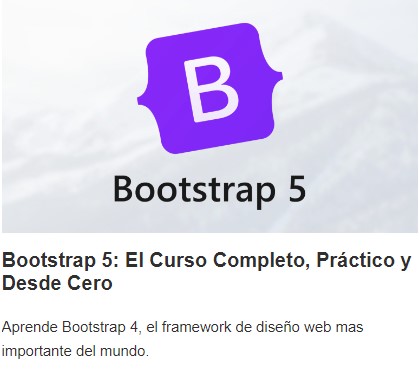 B
Bootstrap 5
Bootstrap 5: El Curso Completo, Práctico y
Desde Cero
Aprende Bootstrap 4, el framework de diseño web mas
importante del mundo.